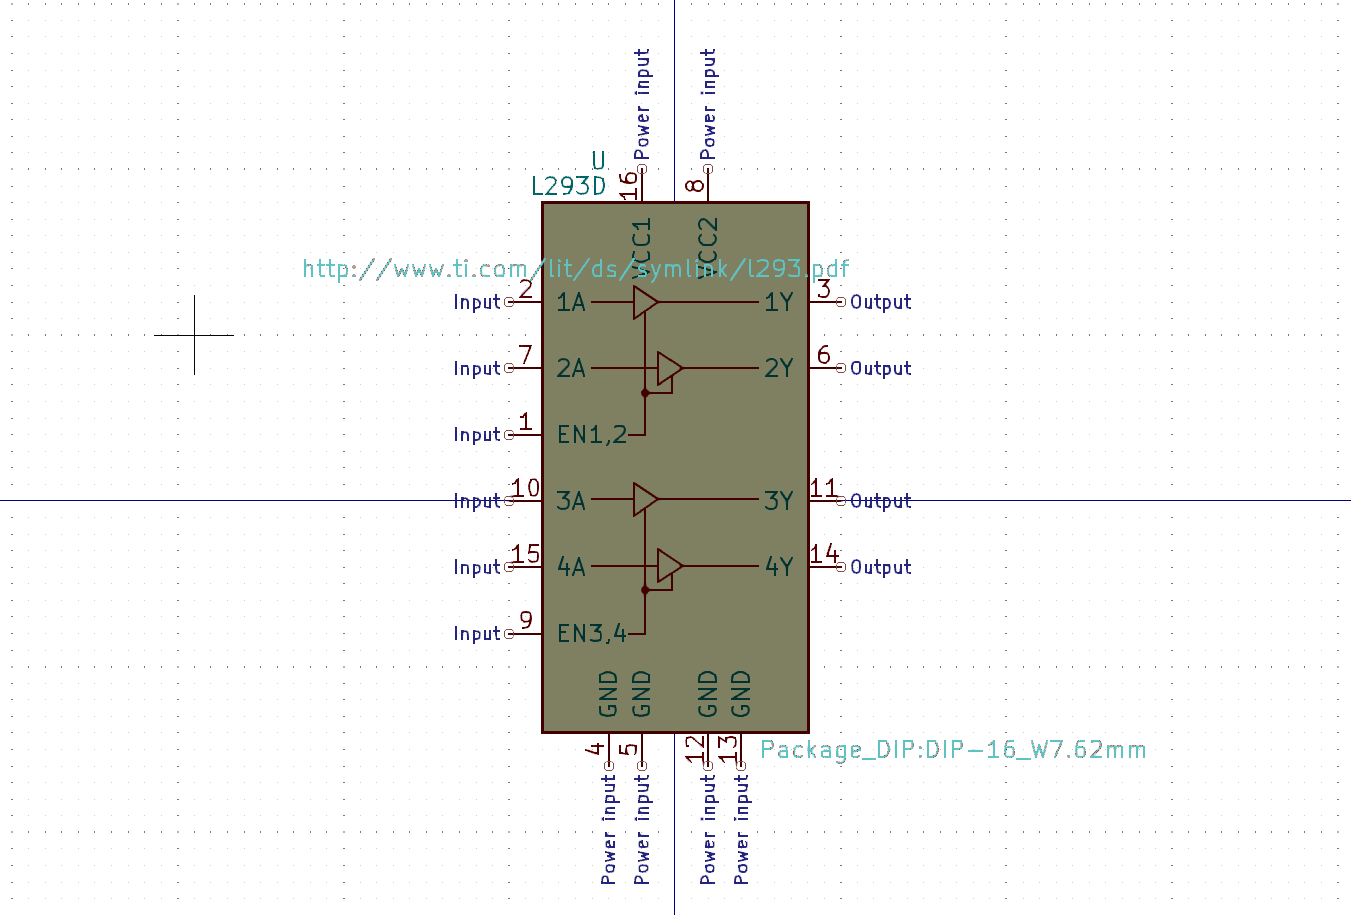 Power input
Power input
U
L293D
16
8
VCC1
VCC2
http://www.ti.com/lit/ds/symlink/l293.pdf
Input 2 1A 1Y 3 Output
Input 7 2A 2Y 6 Output
Input 1 EN1,2
Input 10 3A 3Y 11 Output
Input 15 4A 4Y 14 Output
Input 9 EN3,4
GND
GND
GND
GND
4
5
12
13
Package_DIP:DIP-16_W7.62mm
Power input
Power input
Power input
Power input